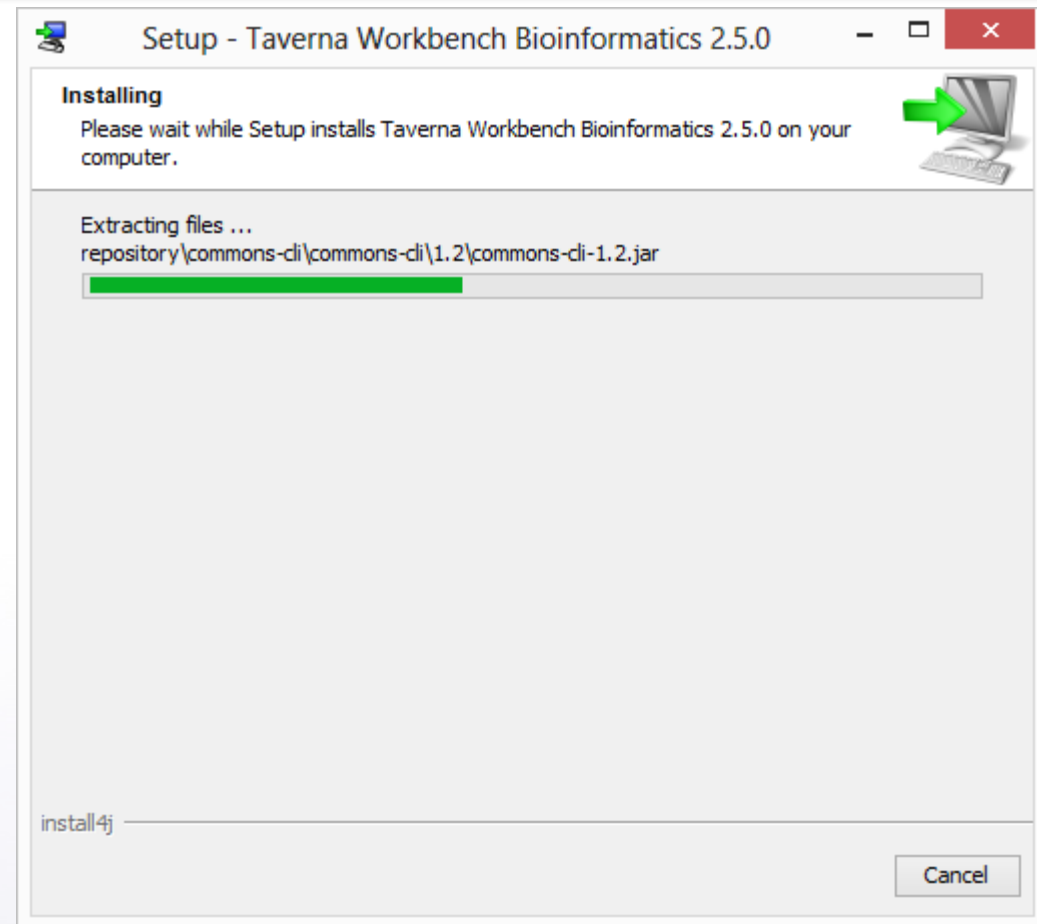 Setup - Taverna Workbench Bioinformatics 2.5.0
Installing
Please wait while Setup installs Taverna Workbench Bioinformatics 2.5.0 on your
computer.
Extracting files ...
repository\commons-cli\commons-cli\1.2\commons-cli-1.2.jar
install4j
Cancel